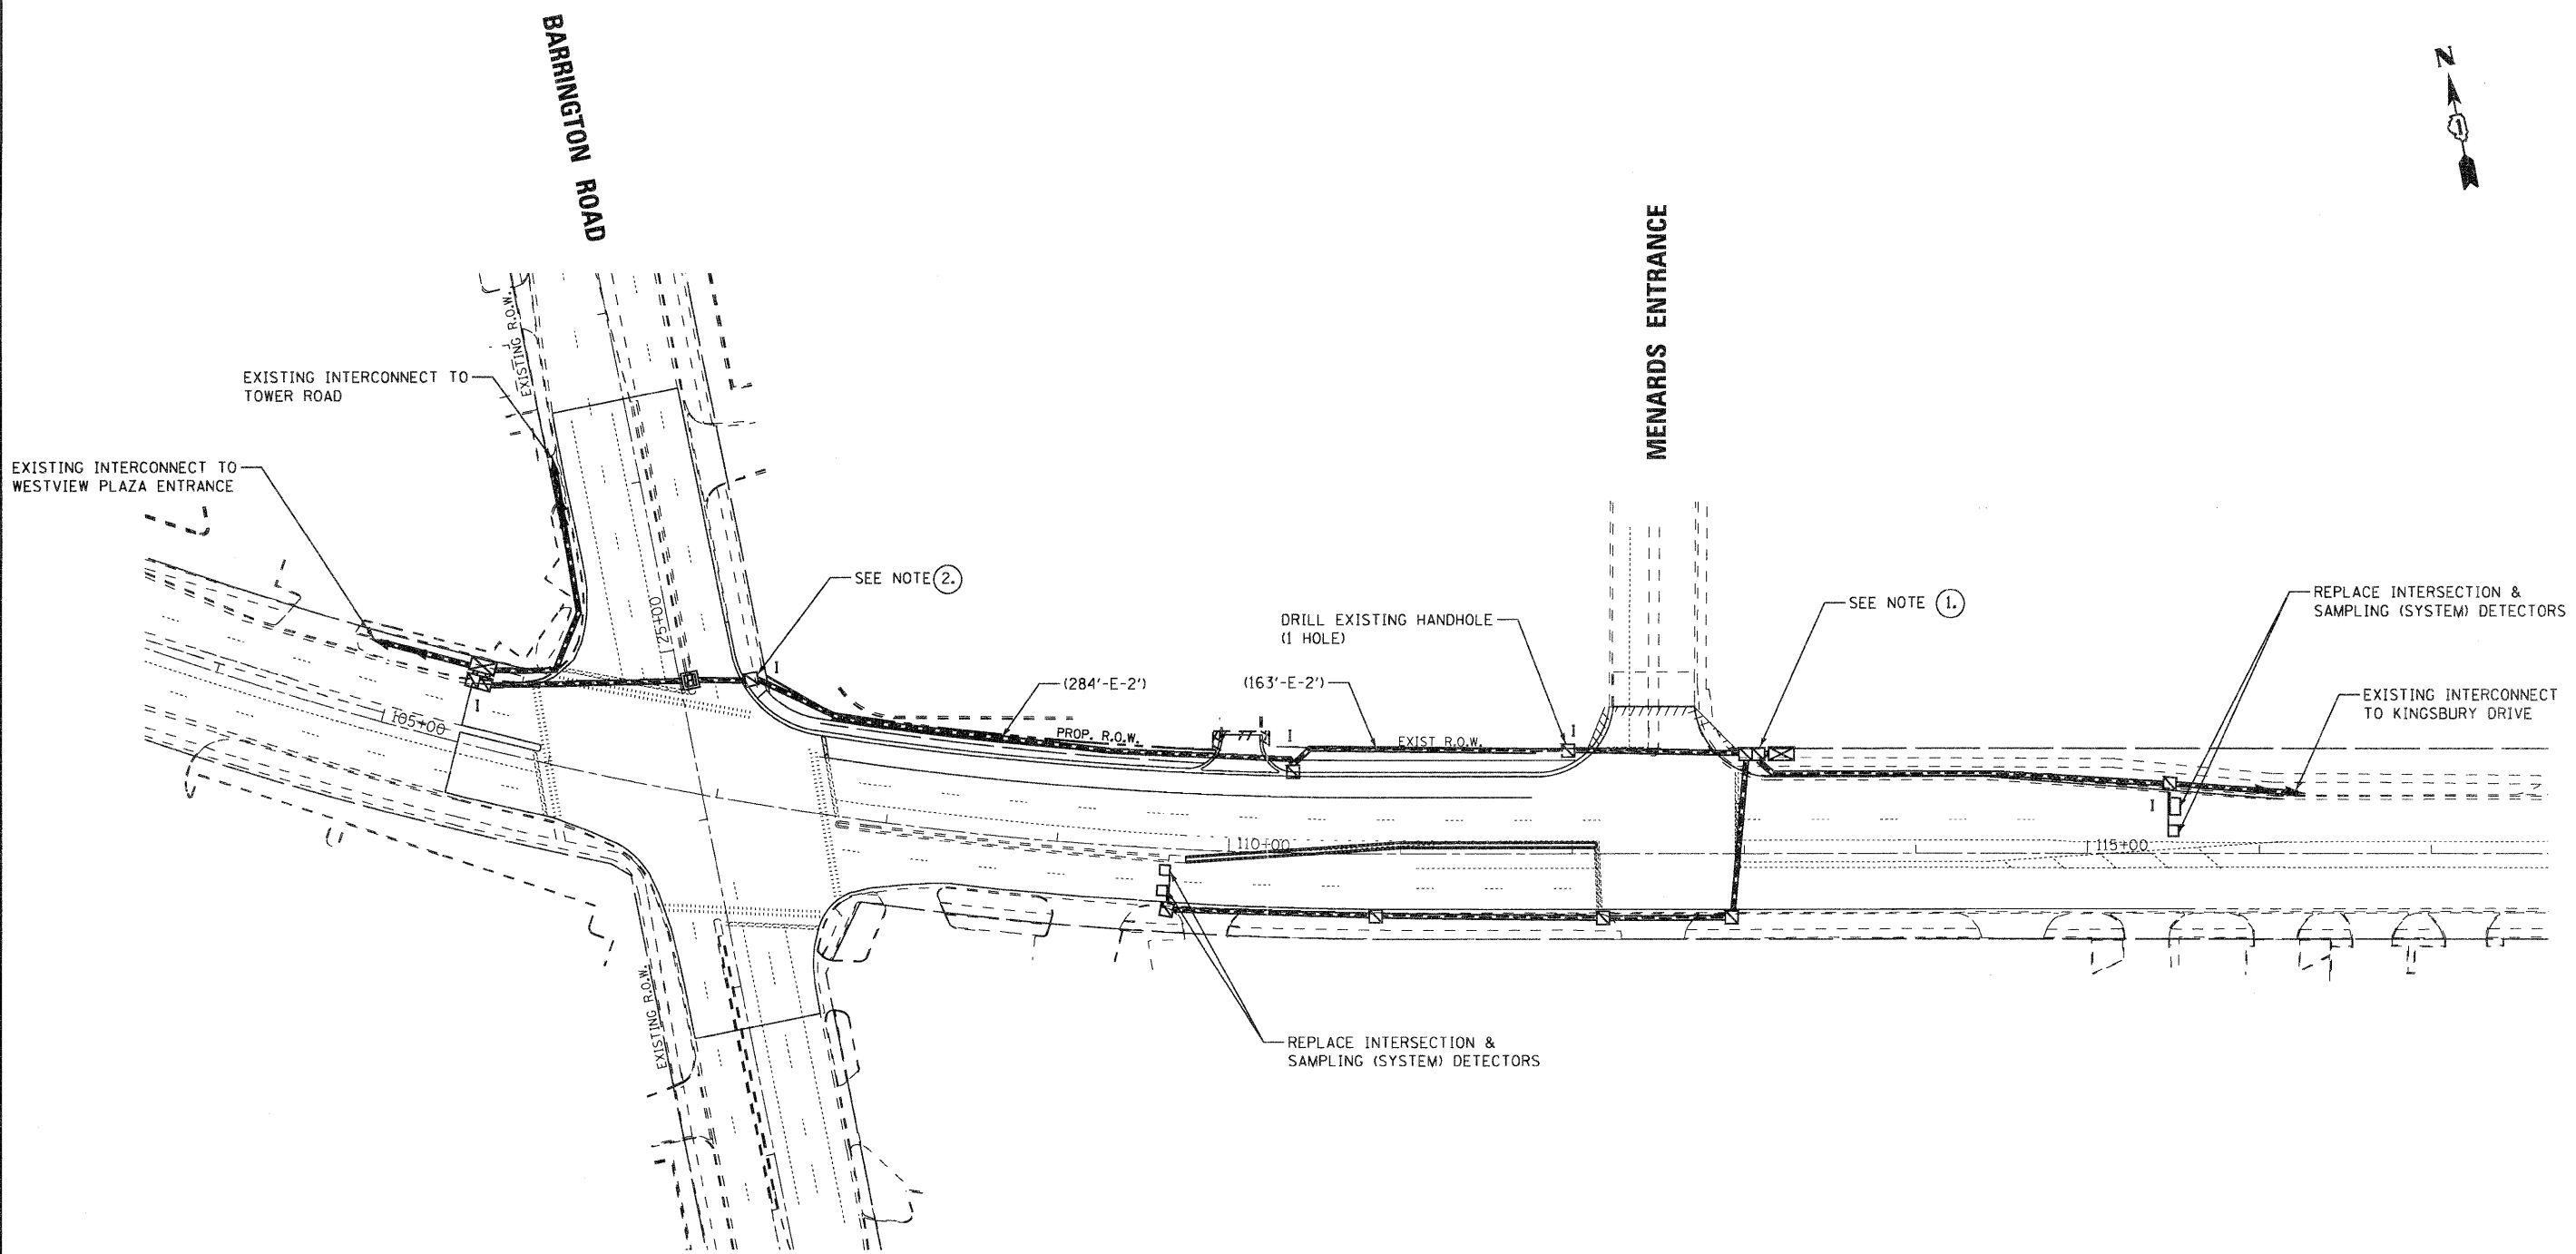 BARRINGTON ROAD
N
MENARDS ENTRANCE
EXISTING R.O.W.
EXISTING INTERCONNECT TO
TOWER ROAD
EXISTING INTERCONNECT TO
WESTVIEW PLAZA ENTRANCE
SEE NOTE 2.
125+00
DRILL EXISTING HANDHOLE
(1 HOLE)
SEE NOTE 1.
REPLACE INTERSECTION &
SAMPLING (SYSTEM) DETECTORS
I
(284'-E-2')
(163'-E-2')
EXISTING INTERCONNECT
TO KINGSBURY DRIVE
I
105+00
PROP. R.O.W.
I
I
EXIST R.O.W.
I
110+00
115+00
EXISTING R.O.W.
REPLACE INTERSECTION &
SAMPLING (SYSTEM) DETECTORS